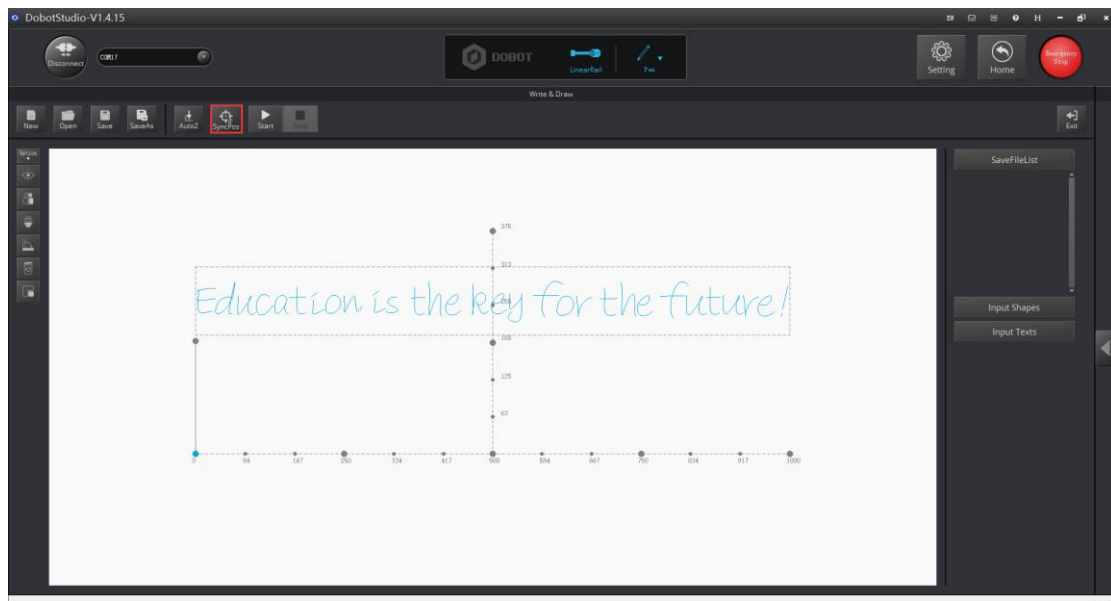 DobotStudio-V1.4.15
Disconnect
COM17
DOBOT
LinearRail
Pen
Setting
Home
Emergency Stop
Write & Draw
New
Open
Save
SaveAs
AutoZ
SyncPos
Start
Exit
Option
SaveFileList
Input Shapes
Input Texts
375
313
Education is the key for the future!
125
63
0
84
167
250
334
417
500
584
667
750
834
917
1000